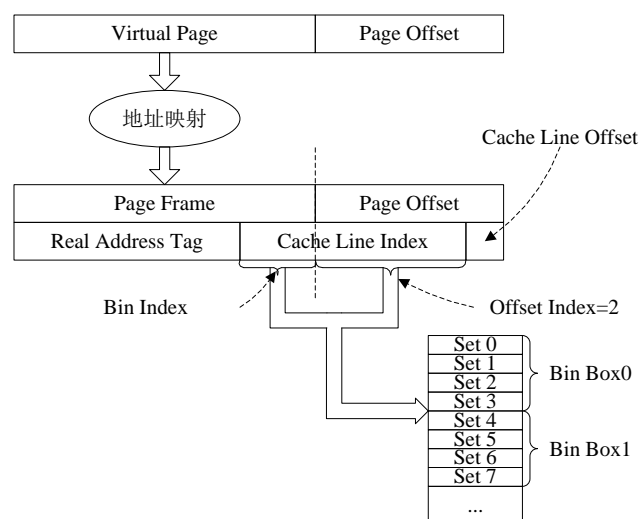 Virtual Page
Page Offset
地址映射
Cache Line Offset
Page Frame
Page Offset
Real Address Tag
Cache Line Index
Bin Index
Offset Index=2
Set 0
Set 1
Set 2
Set 3
Bin Box0
Set 4
Set 5
Set 6
Set 7
Bin Box1
...